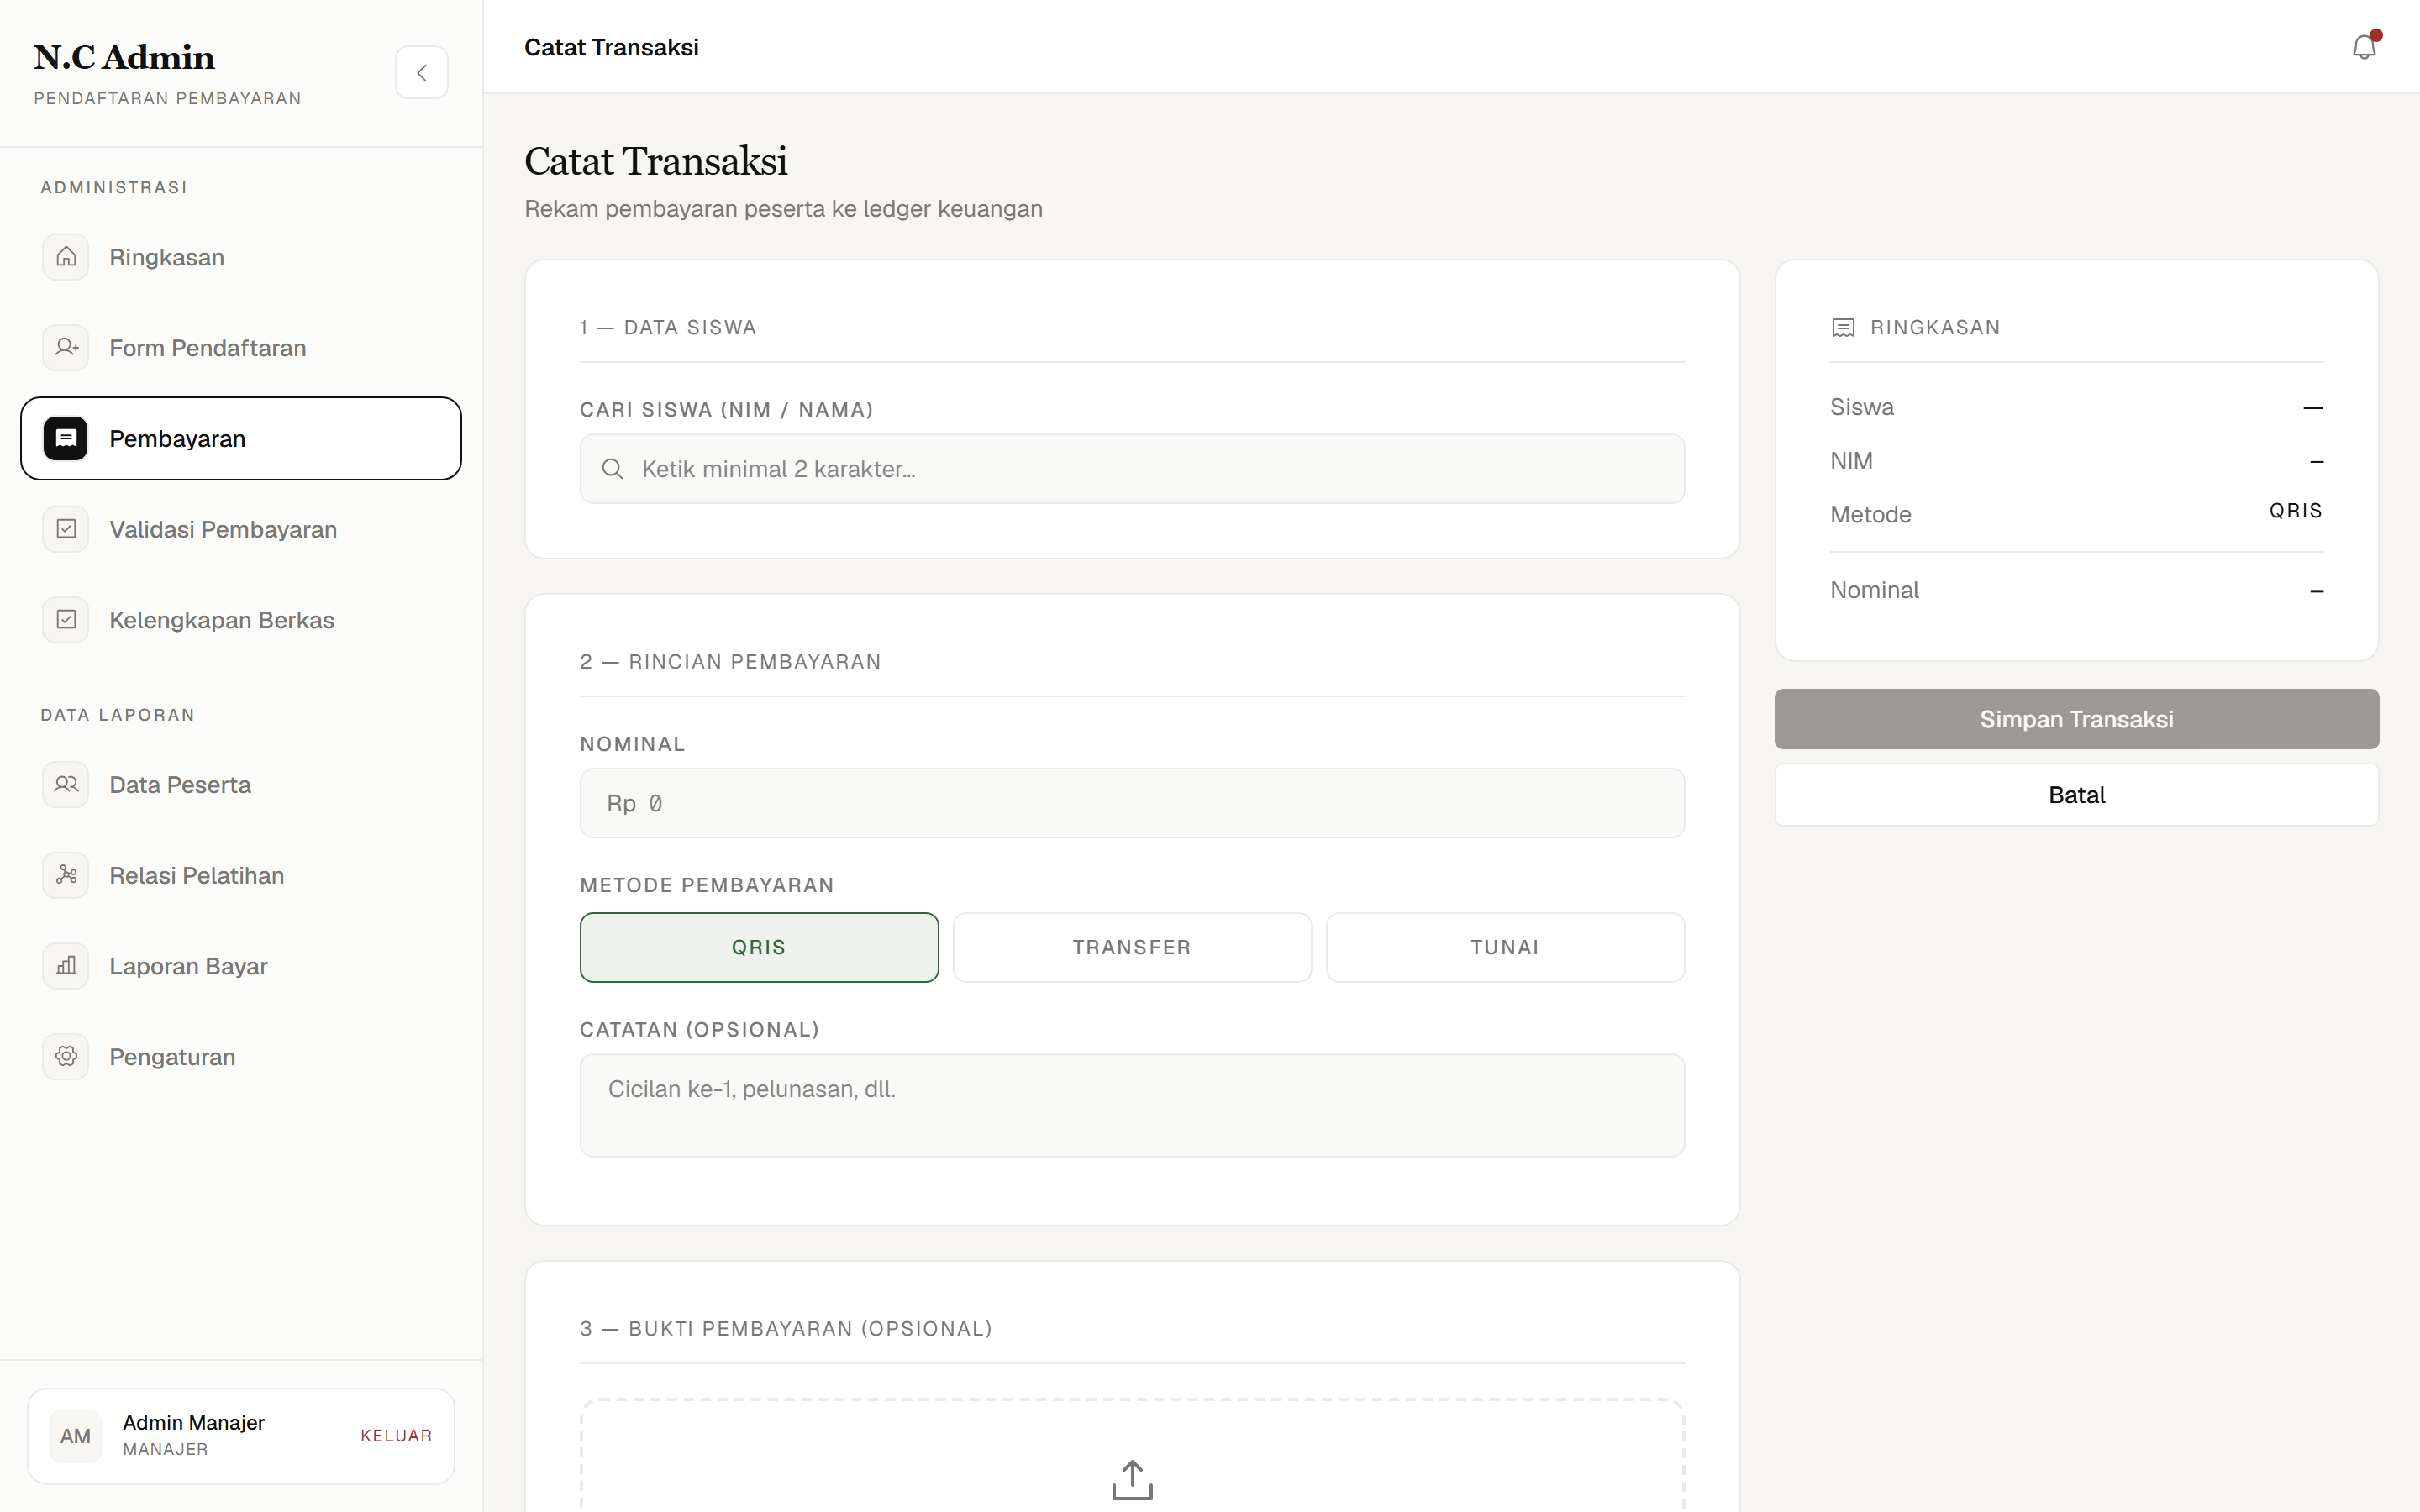 N.C Admin
PENDAFTARAN PEMBAYARAN
ADMINISTRASI
Ringkasan
Form Pendaftaran
Pembayaran
Validasi Pembayaran
Kelengkapan Berkas
DATA LAPORAN
Data Peserta
Relasi Pelatihan
Laporan Bayar
Pengaturan
AM
Admin Manajer
MANAJER
KELUAR
Catat Transaksi
Catat Transaksi
Rekam pembayaran peserta ke ledger keuangan
1 — DATA SISWA
CARI SISWA (NIM / NAMA)
Ketik minimal 2 karakter...
2 — RINCIAN PEMBAYARAN
NOMINAL
Rp 0
METODE PEMBAYARAN
QRIS
TRANSFER
TUNAI
CATATAN (OPSIONAL)
Cicilan ke-1, pelunasan, dll.
3 — BUKTI PEMBAYARAN (OPSIONAL)
RINGKASAN
Siswa —
NIM –
Metode QRIS
Nominal –
Simpan Transaksi
Batal